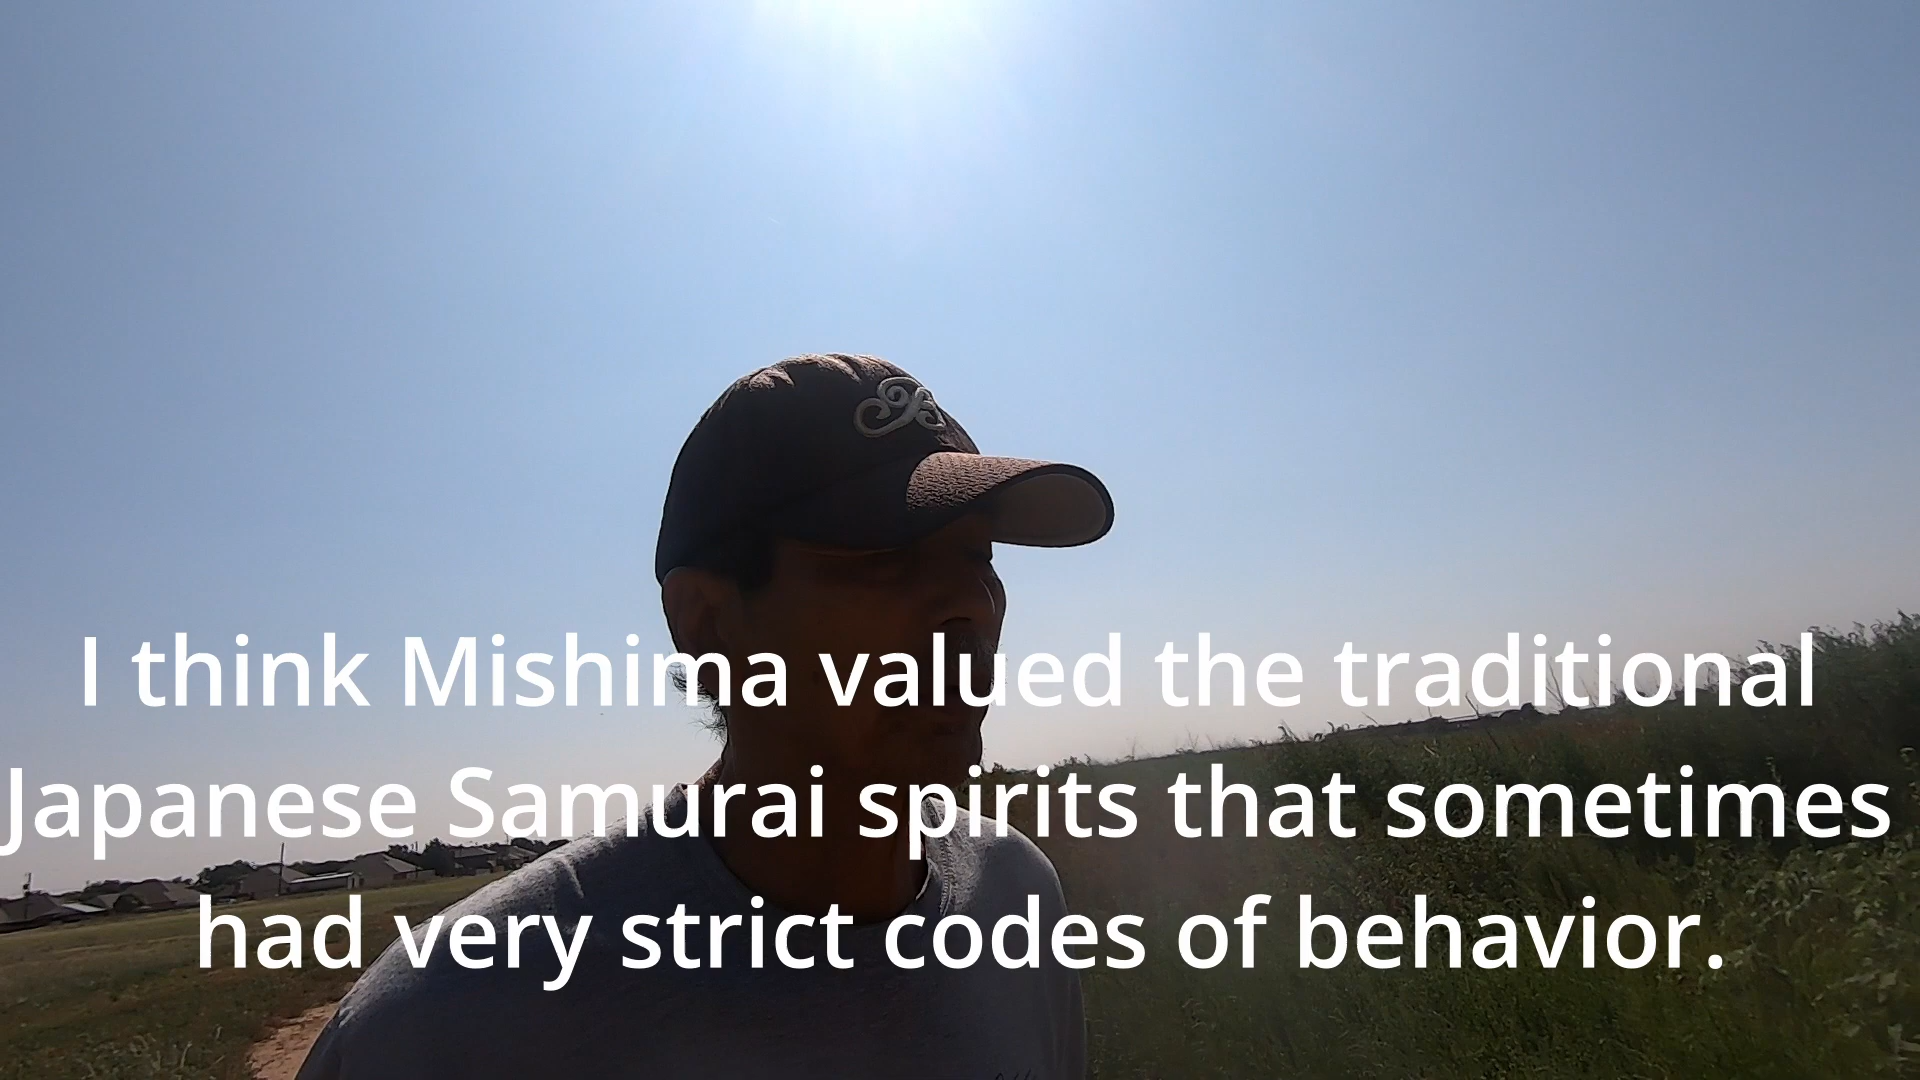 I think Mishima valued the traditional
Japanese Samurai spirits that sometimes
had very strict codes of behavior.